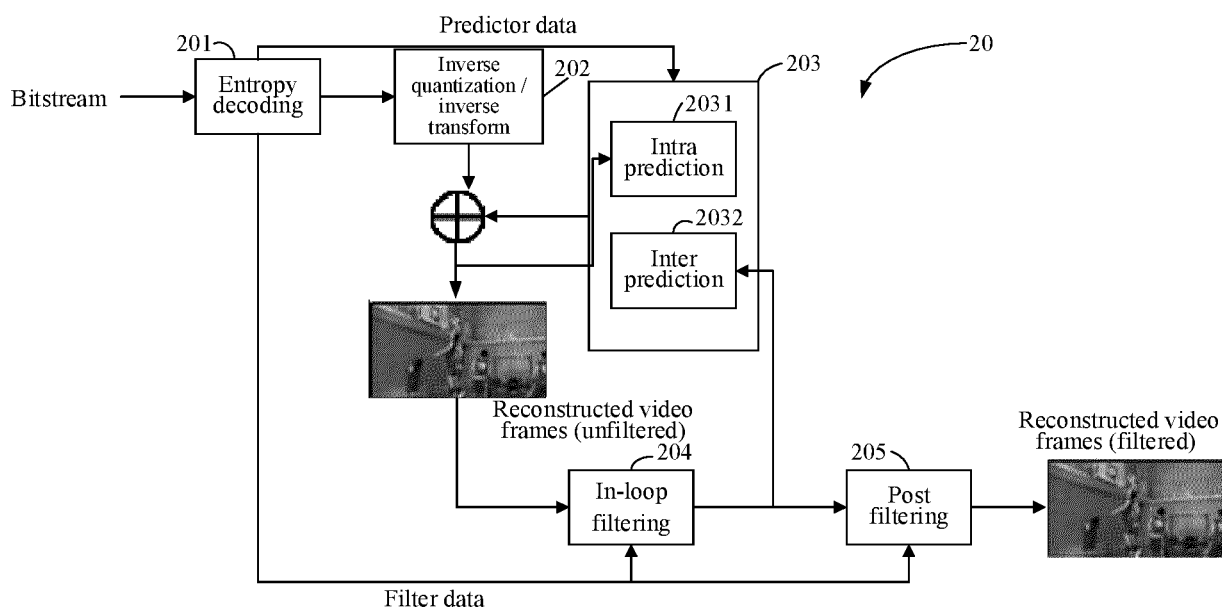 Predictor data
201
20
Entropy
decoding
Inverse
quantization /
inverse
transform
202
203
Bitstream
2031
Intra
prediction
2032
Inter
prediction
Reconstructed video
frames (unfiltered)
204
In-loop
filtering
205
Post
filtering
Reconstructed video
frames (filtered)
Filter data